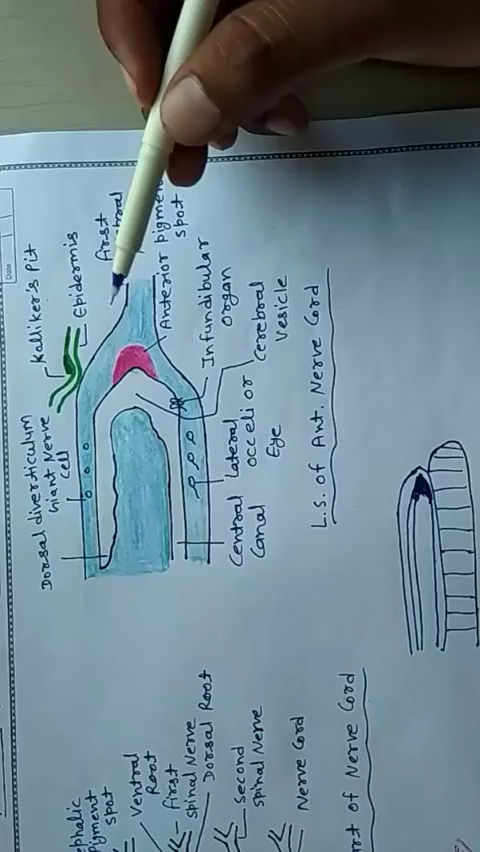 Date
Kalliker's Pit
Epidermis
first
Anterior pigment
spot
Infundibular
organ
Cerebral
Vesicle
Dorsal diverticulum
Giant Nerve
Cell
Lateral
occeli or
Eye
Central
Canal
L.S. of Ant. Nerve Cord
Pigment
spot
Ventral
Root
first
spinal Nerve
Dorsal Root
Second
spinal Nerve
Nerve Cord
of Nerve Cord